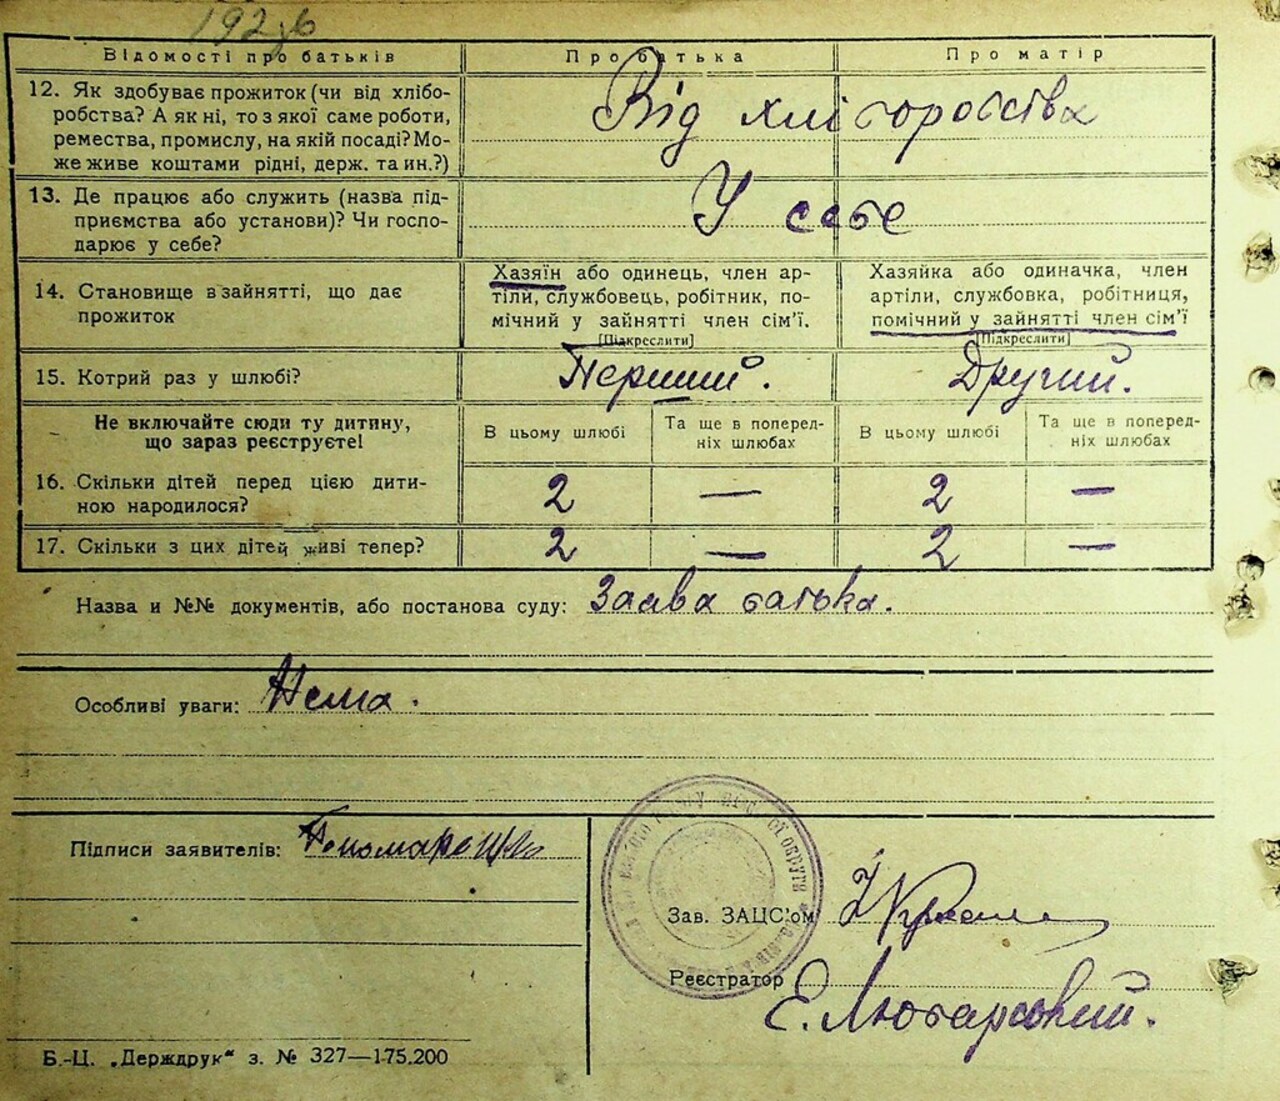 192
Відомості про батьків
Про батька
Про матір
12. Як здобуває прожиток (чи від хлібо-
робства? А як ні, то з якої саме роботи,
ремества, промислу, на якій посаді? Мо-
же живе коштами рідні, держ. та ин.?)
Від хліборобства
13. Де працює або служить (назва під-
приємства або установи)? Чи госпо-
дарює у себе?
У себе
14. Становище в зайнятті, що дає
прожиток
Хазяїн або одинець, член ар-
тіли, службовець, робітник, по-
мічний у зайнятті член сім'ї.
[Підкреслити]
Хазяйка або одиначка, член
артіли, службовка, робітниця,
помічний у зайнятті член сім'ї
[Підкреслити]
15. Котрий раз у шлюбі?
Перший.
Другий.
Не включайте сюди ту дитину,
що зараз реєструєте!
В цьому шлюбі
Та ще в поперед-
ніх шлюбах
В цьому шлюбі
Та ще в поперед-
ніх шлюбах
16. Скільки дітей перед цією дити-
ною народилося?
2 — 2 —
17. Скільки з цих дітей живі тепер?
2 — 2 —
Назва и №№ документів, або постанова суду: Заява батька.
Особливі уваги: Нема.
Підписи заявителів:
Зав. ЗАЦС'ом
Реєстратор
Б.-Ц. „Держдрук“ з. № 327—175.200